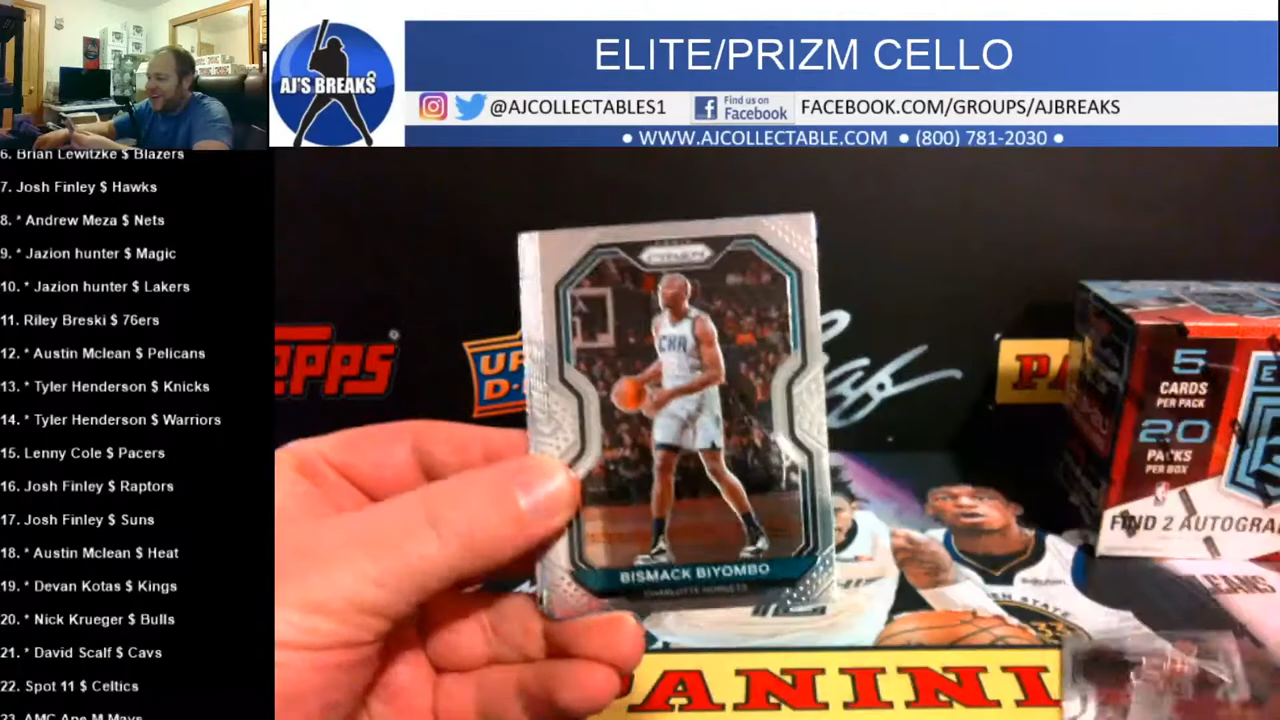 ELITE/PRIZM CELLO
AJ'S BREAKS
@AJCOLLECTABLES1
Find us on
Facebook
FACEBOOK.COM/GROUPS/AJBREAKS
● WWW.AJCOLLECTABLE.COM ● (800) 781-2030 ●
6. Brian Lewitzke $ Blazers
7. Josh Finley $ Hawks
8. * Andrew Meza $ Nets
9. * Jazion hunter $ Magic
10. * Jazion hunter $ Lakers
11. Riley Breski $ 76ers
12. * Austin Mclean $ Pelicans
13. * Tyler Henderson $ Knicks
14. * Tyler Henderson $ Warriors
15. Lenny Cole $ Pacers
16. Josh Finley $ Raptors
17. Josh Finley $ Suns
18. * Austin Mclean $ Heat
19. * Devan Kotas $ Kings
20. * Nick Krueger $ Bulls
21. * David Scalf $ Cavs
22. Spot 11 $ Celtics
23. AMC Ape M Mavs
PRIZM
CHA
BISMACK BIYOMBO
CHARLOTTE HORNETS
5
CARDS
PER PACK
20
PACKS
PER BOX
FIND 2 AUTOGRA
PANINI